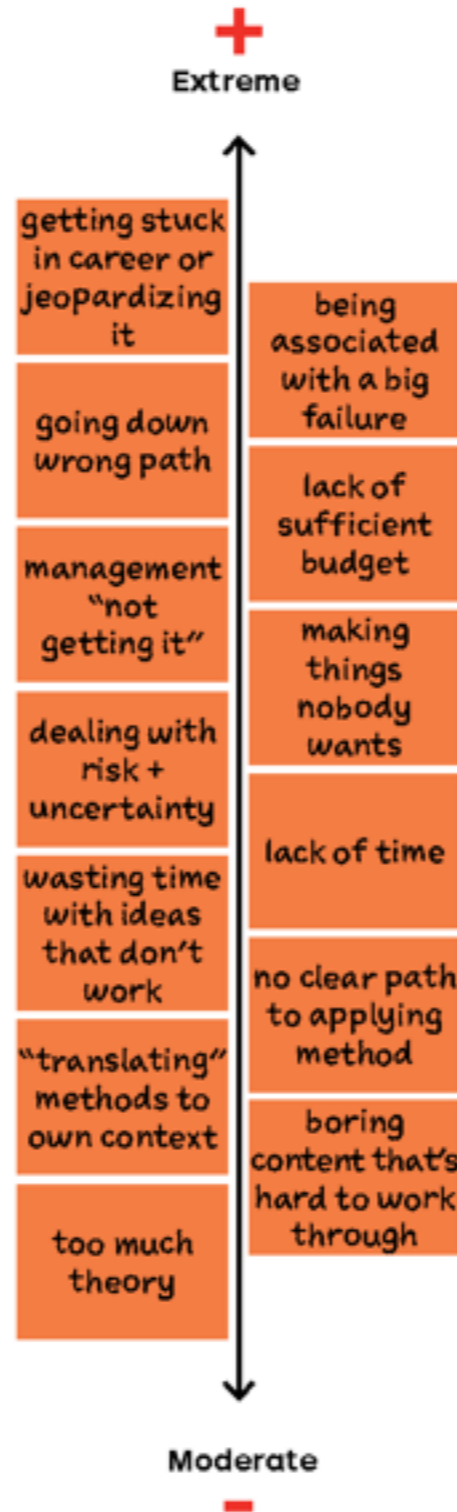 +
Extreme
getting stuck
in career or
jeopardizing
it
being
associated
with a big
failure
going down
wrong path
lack of
sufficient
budget
management
“not
getting it”
making
things
nobody
wants
dealing with
risk +
uncertainty
lack of time
wasting time
with ideas
that don’t
work
no clear path
to applying
method
“translating”
methods to
own context
boring
content that’s
hard to work
through
too much
theory
Moderate
-